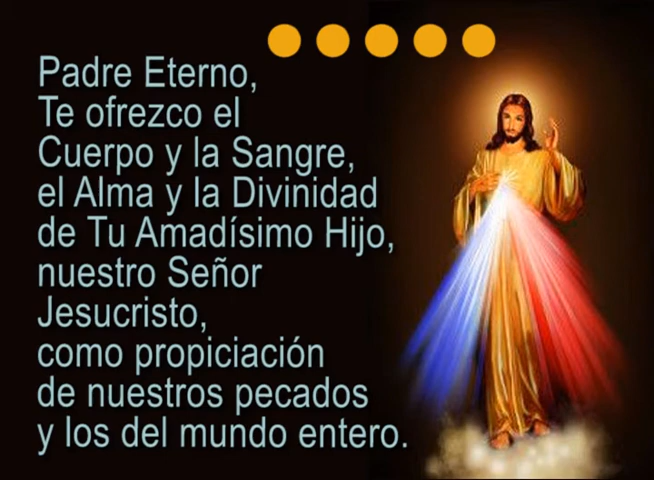 Padre Eterno,
Te ofrezco el
Cuerpo y la Sangre,
el Alma y la Divinidad
de Tu Amadísimo Hijo,
nuestro Señor
Jesucristo,
como propiciación
de nuestros pecados
y los del mundo entero.